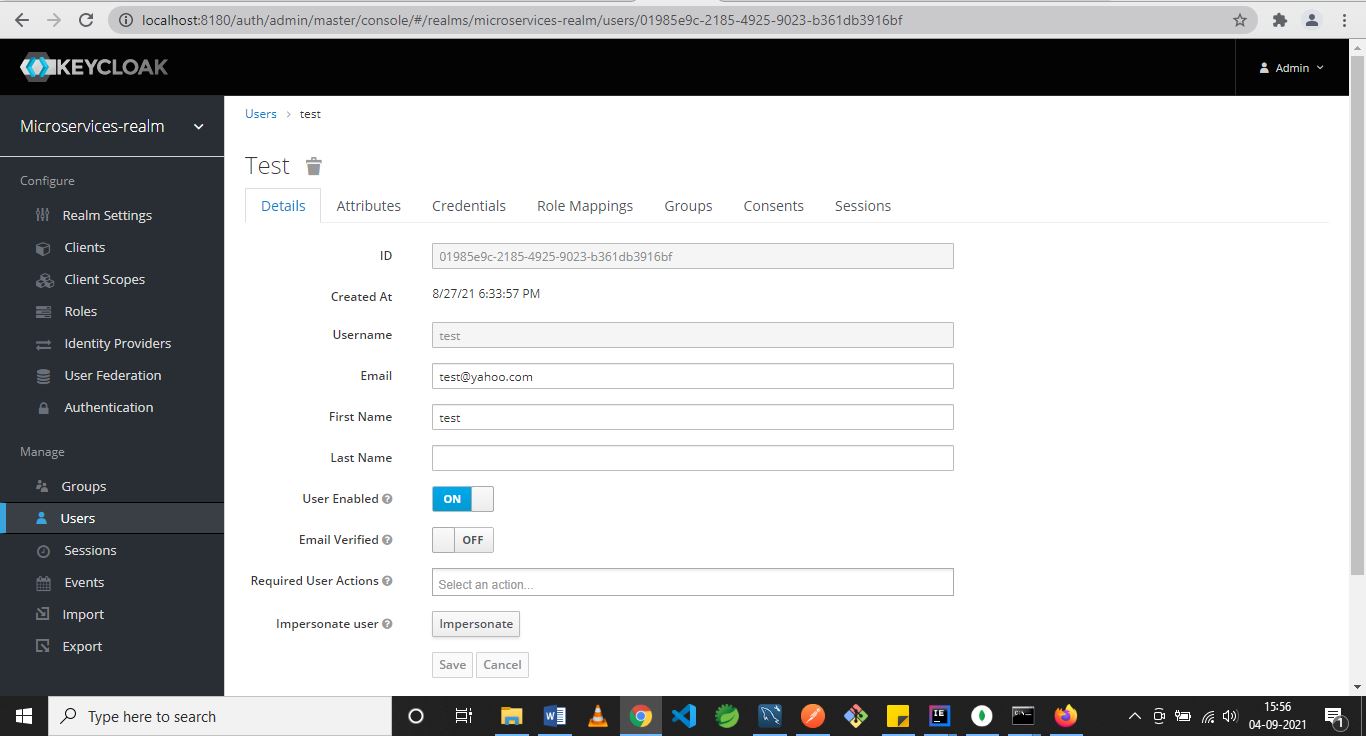 localhost:8180/auth/admin/master/console/#/realms/microservices-realm/users/01985e9c-2185-4925-9023-b361db3916bf
KEYCLOAK
Admin
Microservices-realm
Users > test
Test
Configure
Realm Settings
Clients
Client Scopes
Roles
Identity Providers
User Federation
Authentication
Manage
Groups
Users
Sessions
Events
Import
Export
Details Attributes Credentials Role Mappings Groups Consents Sessions
ID 01985e9c-2185-4925-9023-b361db3916bf
Created At 8/27/21 6:33:57 PM
Username test
Email test@yahoo.com
First Name test
Last Name
User Enabled ON
Email Verified OFF
Required User Actions Select an action...
Impersonate user Impersonate
Save Cancel
Type here to search
15:56
04-09-2021
1